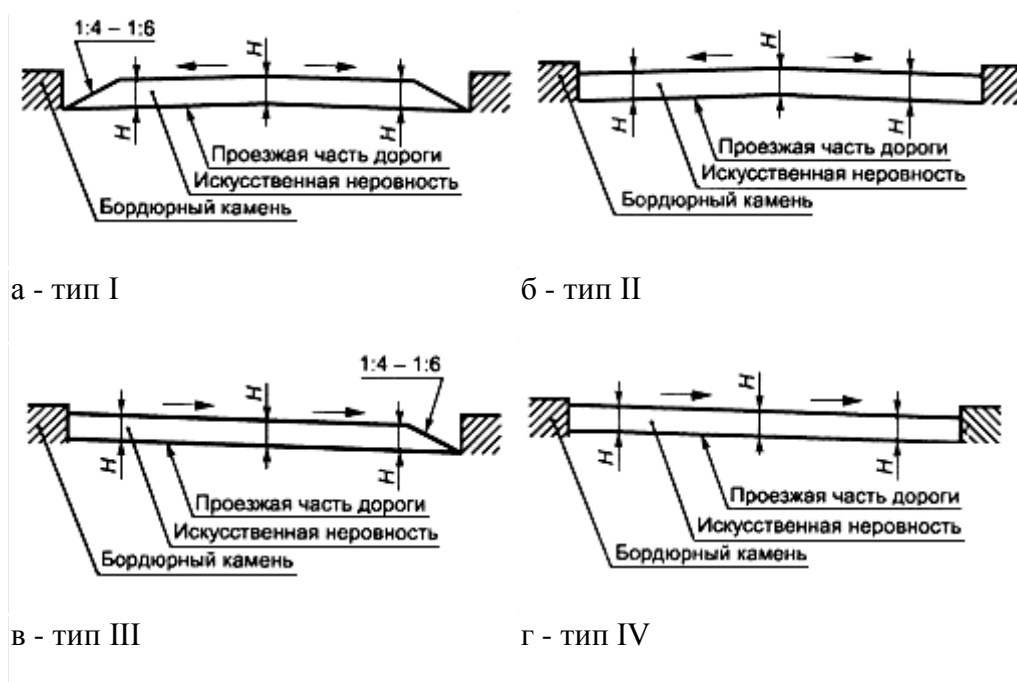 1:4 – 1:6
H
H
H
Проезжая часть дороги
Искусственная неровность
Бордюрный камень
а - тип I
H
H
H
Проезжая часть дороги
Искусственная неровность
Бордюрный камень
б - тип II
1:4 – 1:6
H
H
H
Проезжая часть дороги
Искусственная неровность
Бордюрный камень
в - тип III
H
H
H
Проезжая часть дороги
Искусственная неровность
Бордюрный камень
г - тип IV